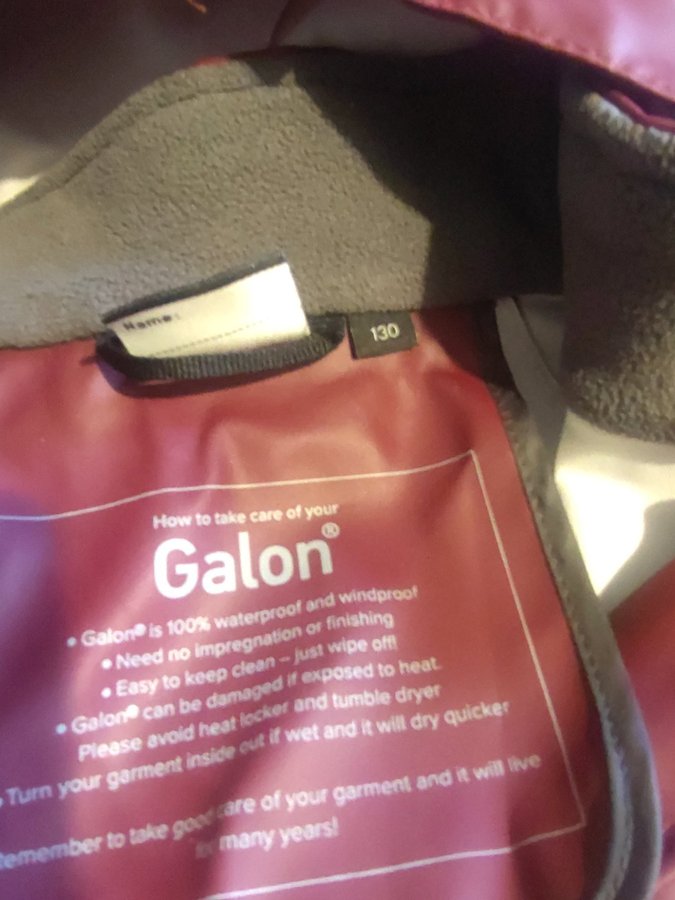 Name:
130
How to take care of your
Galon®
• Galon® is 100% waterproof and windproof
• Need no impregnation or finishing
• Easy to keep clean – just wipe off!
• Galon® can be damaged if exposed to heat.
Please avoid heat locker and tumble dryer
• Turn your garment inside out if wet and it will dry quicker
Remember to take good care of your garment and it will live
many years!